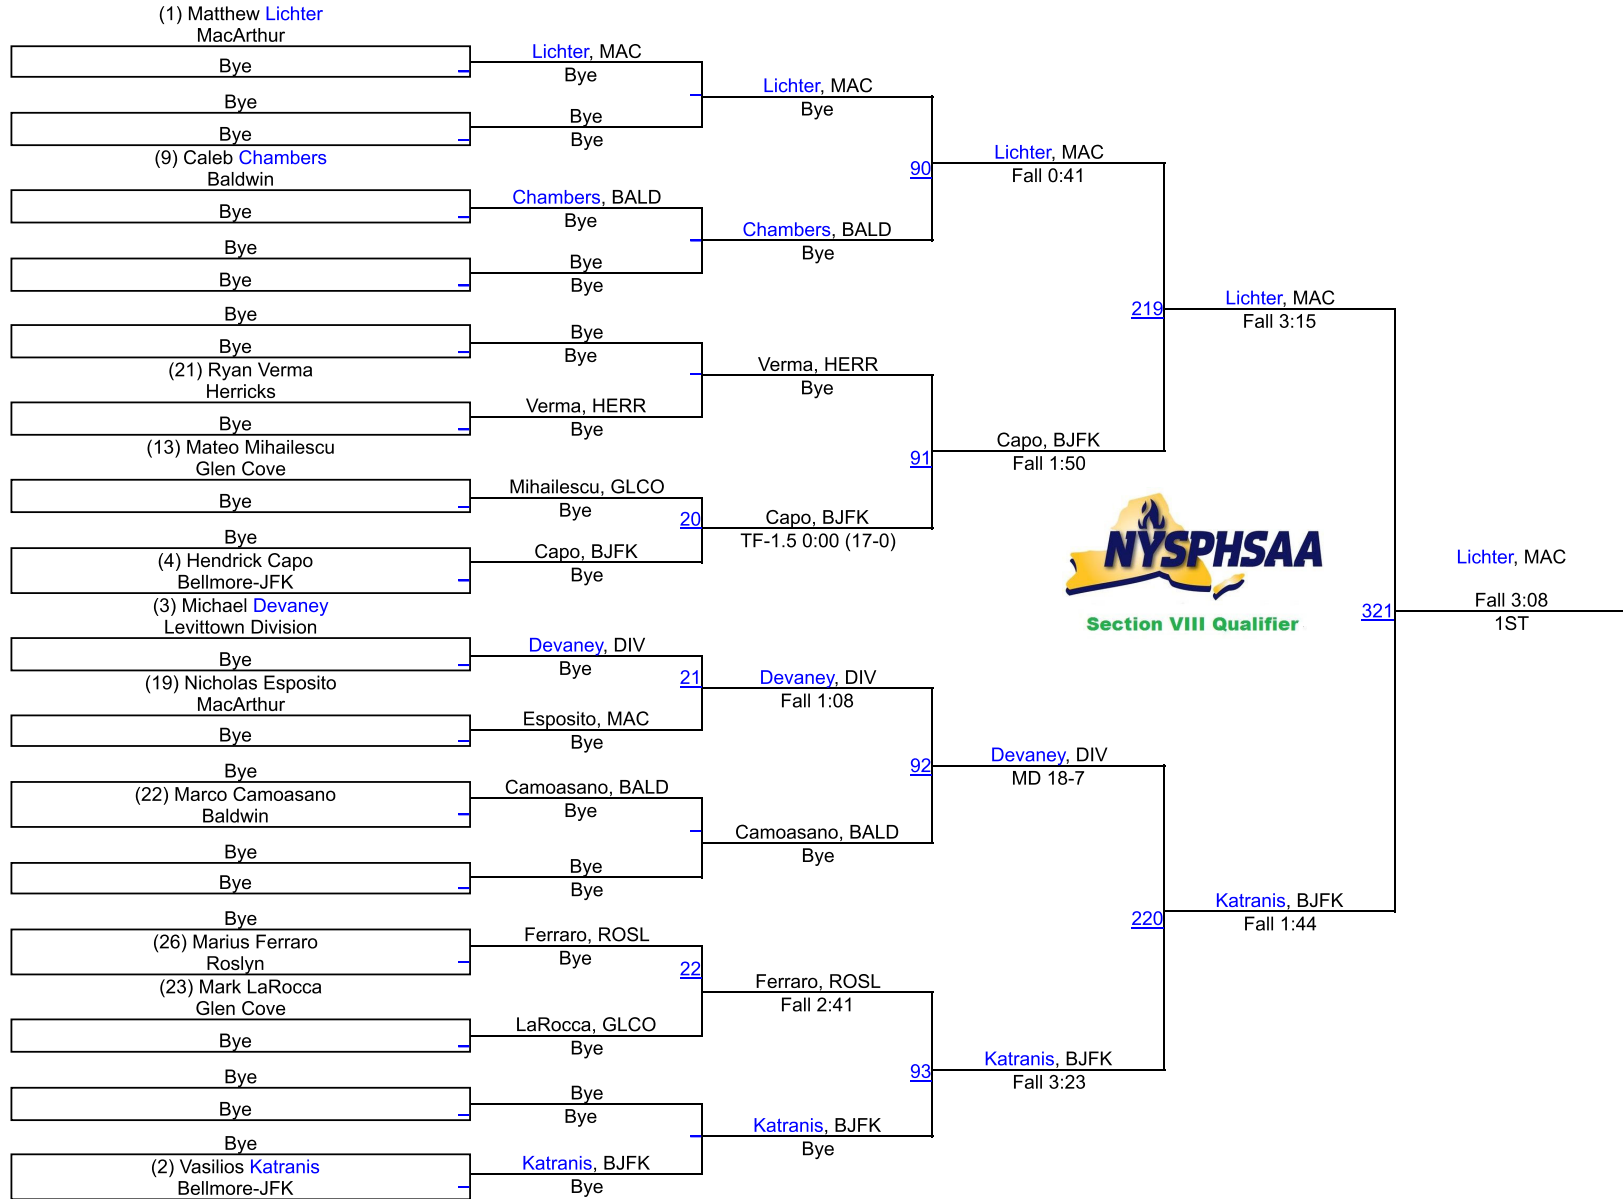 (1) Matthew Lichter
MacArthur
Bye
Bye
Bye
(9) Caleb Chambers
Baldwin
Bye
Bye
Bye
Bye
Bye
(21) Ryan Verma
Herricks
Bye
(13) Mateo Mihailescu
Glen Cove
Bye
Bye
(4) Hendrick Capo
Bellmore-JFK
(3) Michael Devaney
Levittown Division
Bye
(19) Nicholas Esposito
MacArthur
Bye
Bye
(22) Marco Camoasano
Baldwin
Bye
Bye
Bye
(26) Marius Ferraro
Roslyn
(23) Mark LaRocca
Glen Cove
Bye
Bye
Bye
Bye
(2) Vasilios Katranis
Bellmore-JFK
Lichter, MAC
Bye
Bye
Bye
Chambers, BALD
Bye
Bye
Bye
Bye
Bye
Verma, HERR
Bye
Mihailescu, GLCO
Bye
20
Capo, BJFK
Bye
Devaney, DIV
Bye
21
Esposito, MAC
Bye
Camoasano, BALD
Bye
Bye
Bye
Ferraro, ROSL
Bye
22
LaRocca, GLCO
Bye
Bye
Bye
Katranis, BJFK
Bye
Lichter, MAC
Bye
90
Chambers, BALD
Bye
Verma, HERR
Bye
91
Capo, BJFK
TF-1.5 0:00 (17-0)
Devaney, DIV
Fall 1:08
92
Camoasano, BALD
Bye
Ferraro, ROSL
Fall 2:41
93
Katranis, BJFK
Bye
Lichter, MAC
Fall 0:41
219
Capo, BJFK
Fall 1:50
Devaney, DIV
MD 18-7
220
Katranis, BJFK
Fall 3:23
Lichter, MAC
Fall 3:15
NYSPHSAA
Section VIII Qualifier
321
Katranis, BJFK
Fall 1:44
Lichter, MAC
Fall 3:08
1ST